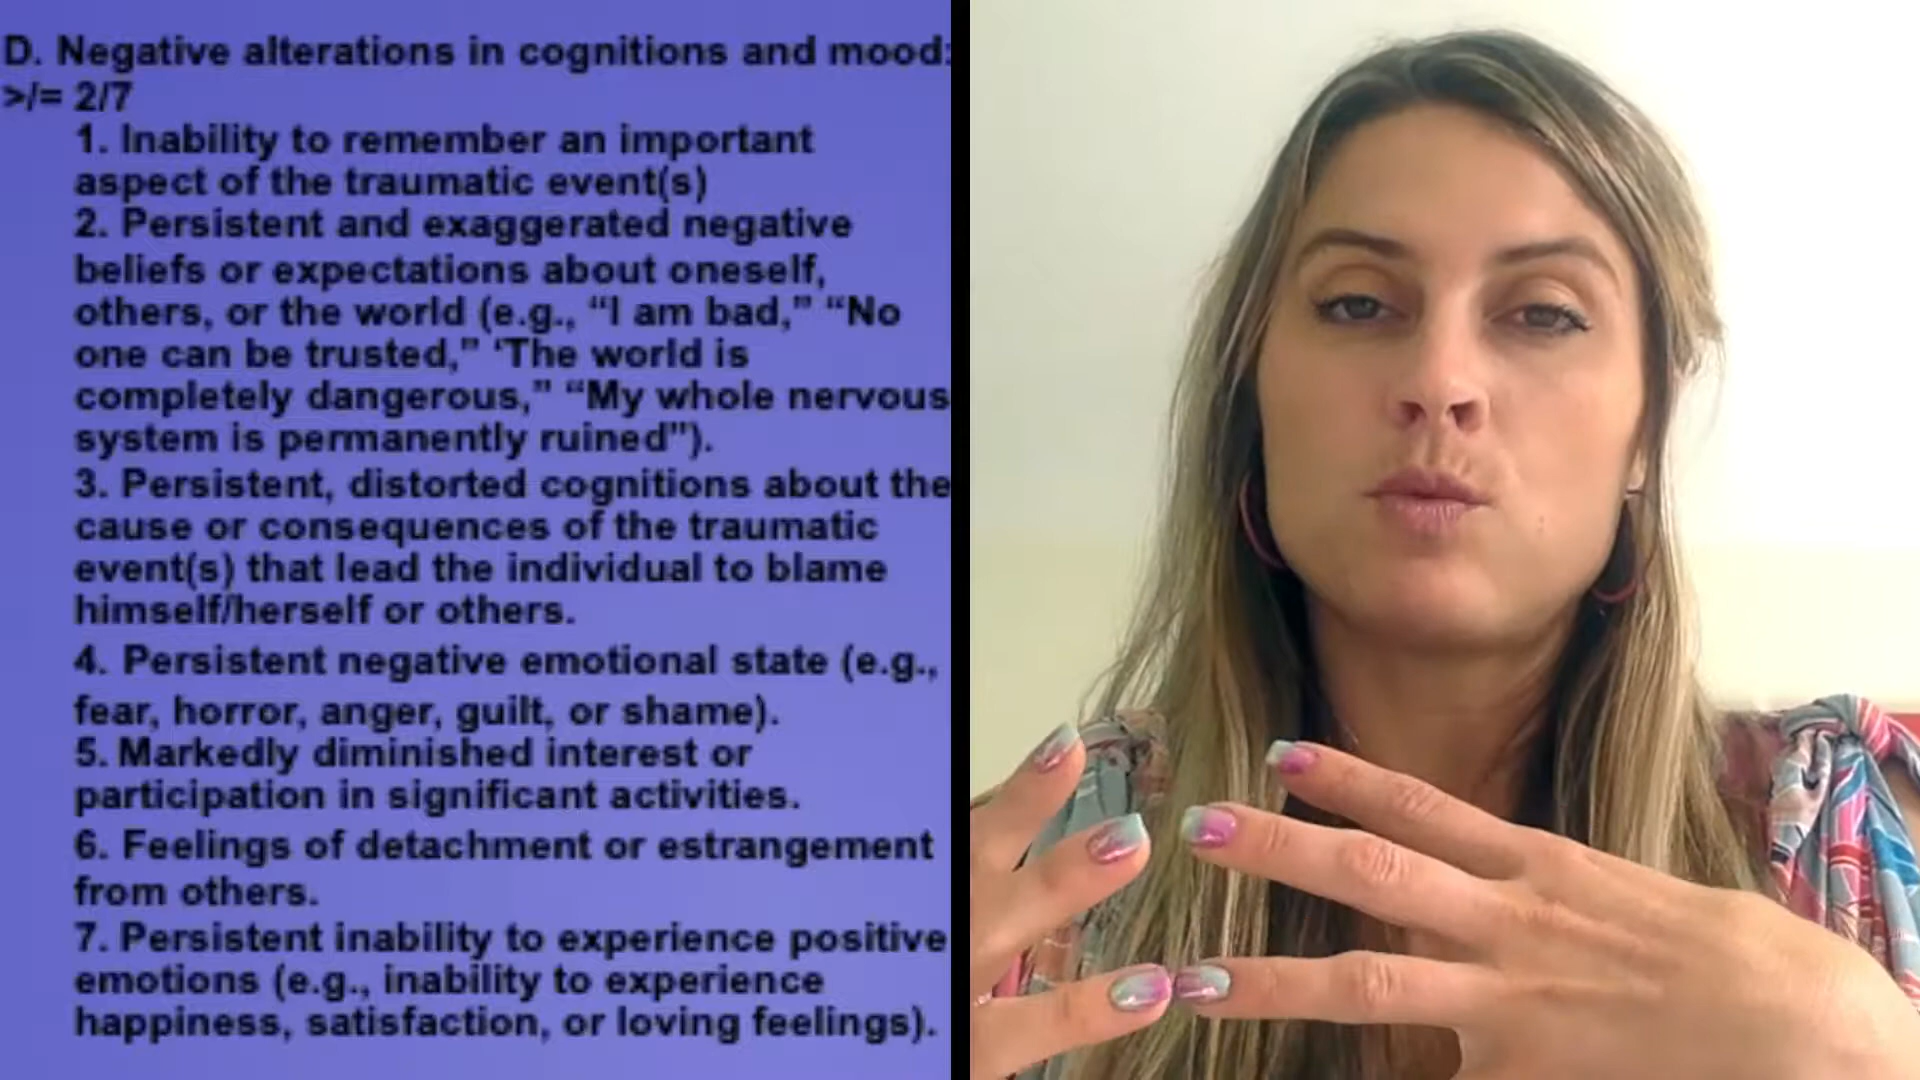 D. Negative alterations in cognitions and mood:
>/= 2/7
1. Inability to remember an important
aspect of the traumatic event(s)
2. Persistent and exaggerated negative
beliefs or expectations about oneself,
others, or the world (e.g., “I am bad,” “No
one can be trusted,” ‘The world is
completely dangerous,” “My whole nervous
system is permanently ruined”).
3. Persistent, distorted cognitions about the
cause or consequences of the traumatic
event(s) that lead the individual to blame
himself/herself or others.
4. Persistent negative emotional state (e.g.,
fear, horror, anger, guilt, or shame).
5. Markedly diminished interest or
participation in significant activities.
6. Feelings of detachment or estrangement
from others.
7. Persistent inability to experience positive
emotions (e.g., inability to experience
happiness, satisfaction, or loving feelings).